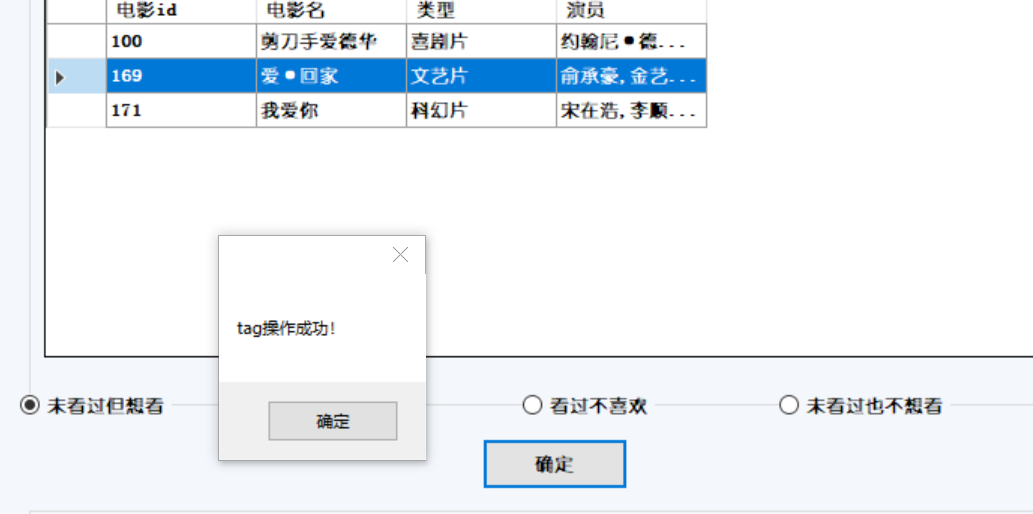 电影id 电影名 类型 演员
100 剪刀手爱德华 喜剧片 约翰尼●德...
169 爱●回家 文艺片 俞承豪,金艺...
171 我爱你 科幻片 宋在浩,李顺...
tag操作成功!
确定
未看过但想看 看过不喜欢 未看过也不想看
确定